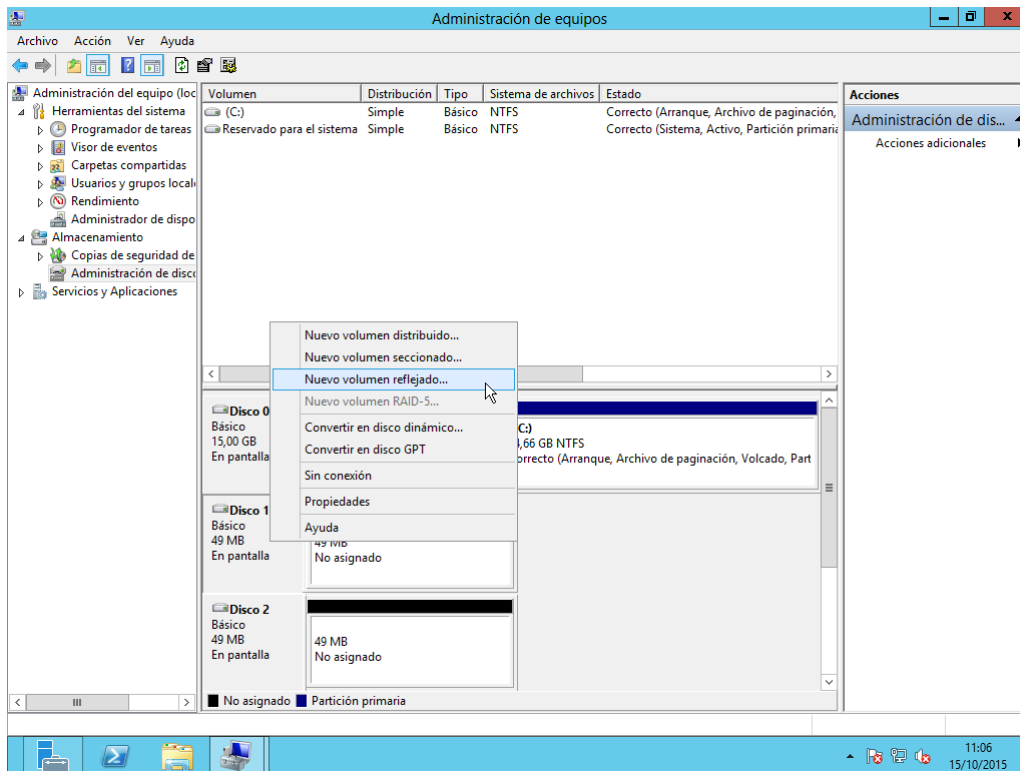 Administración de equipos
Archivo Acción Ver Ayuda
Administración del equipo (loc
Herramientas del sistema
Programador de tareas
Visor de eventos
Carpetas compartidas
Usuarios y grupos local
Rendimiento
Administrador de dispo
Almacenamiento
Copias de seguridad de
Administración de disco
Servicios y Aplicaciones
Volumen Distribución Tipo Sistema de archivos Estado
(C:) Simple Básico NTFS Correcto (Arranque, Archivo de paginación,
Reservado para el sistema Simple Básico NTFS Correcto (Sistema, Activo, Partición primaria
Nuevo volumen distribuido...
Nuevo volumen seccionado...
Nuevo volumen reflejado...
Nuevo volumen RAID-5...
Convertir en disco dinámico...
Convertir en disco GPT
Sin conexión
Propiedades
Ayuda
Disco 0
Básico
15,00 GB
En pantalla
C:)
,66 GB NTFS
orrecto (Arranque, Archivo de paginación, Volcado, Part
Disco 1
Básico
49 MB
En pantalla
49 MB
No asignado
Disco 2
Básico
49 MB
En pantalla
49 MB
No asignado
No asignado Partición primaria
Acciones
Administración de dis...
Acciones adicionales
11:06
15/10/2015